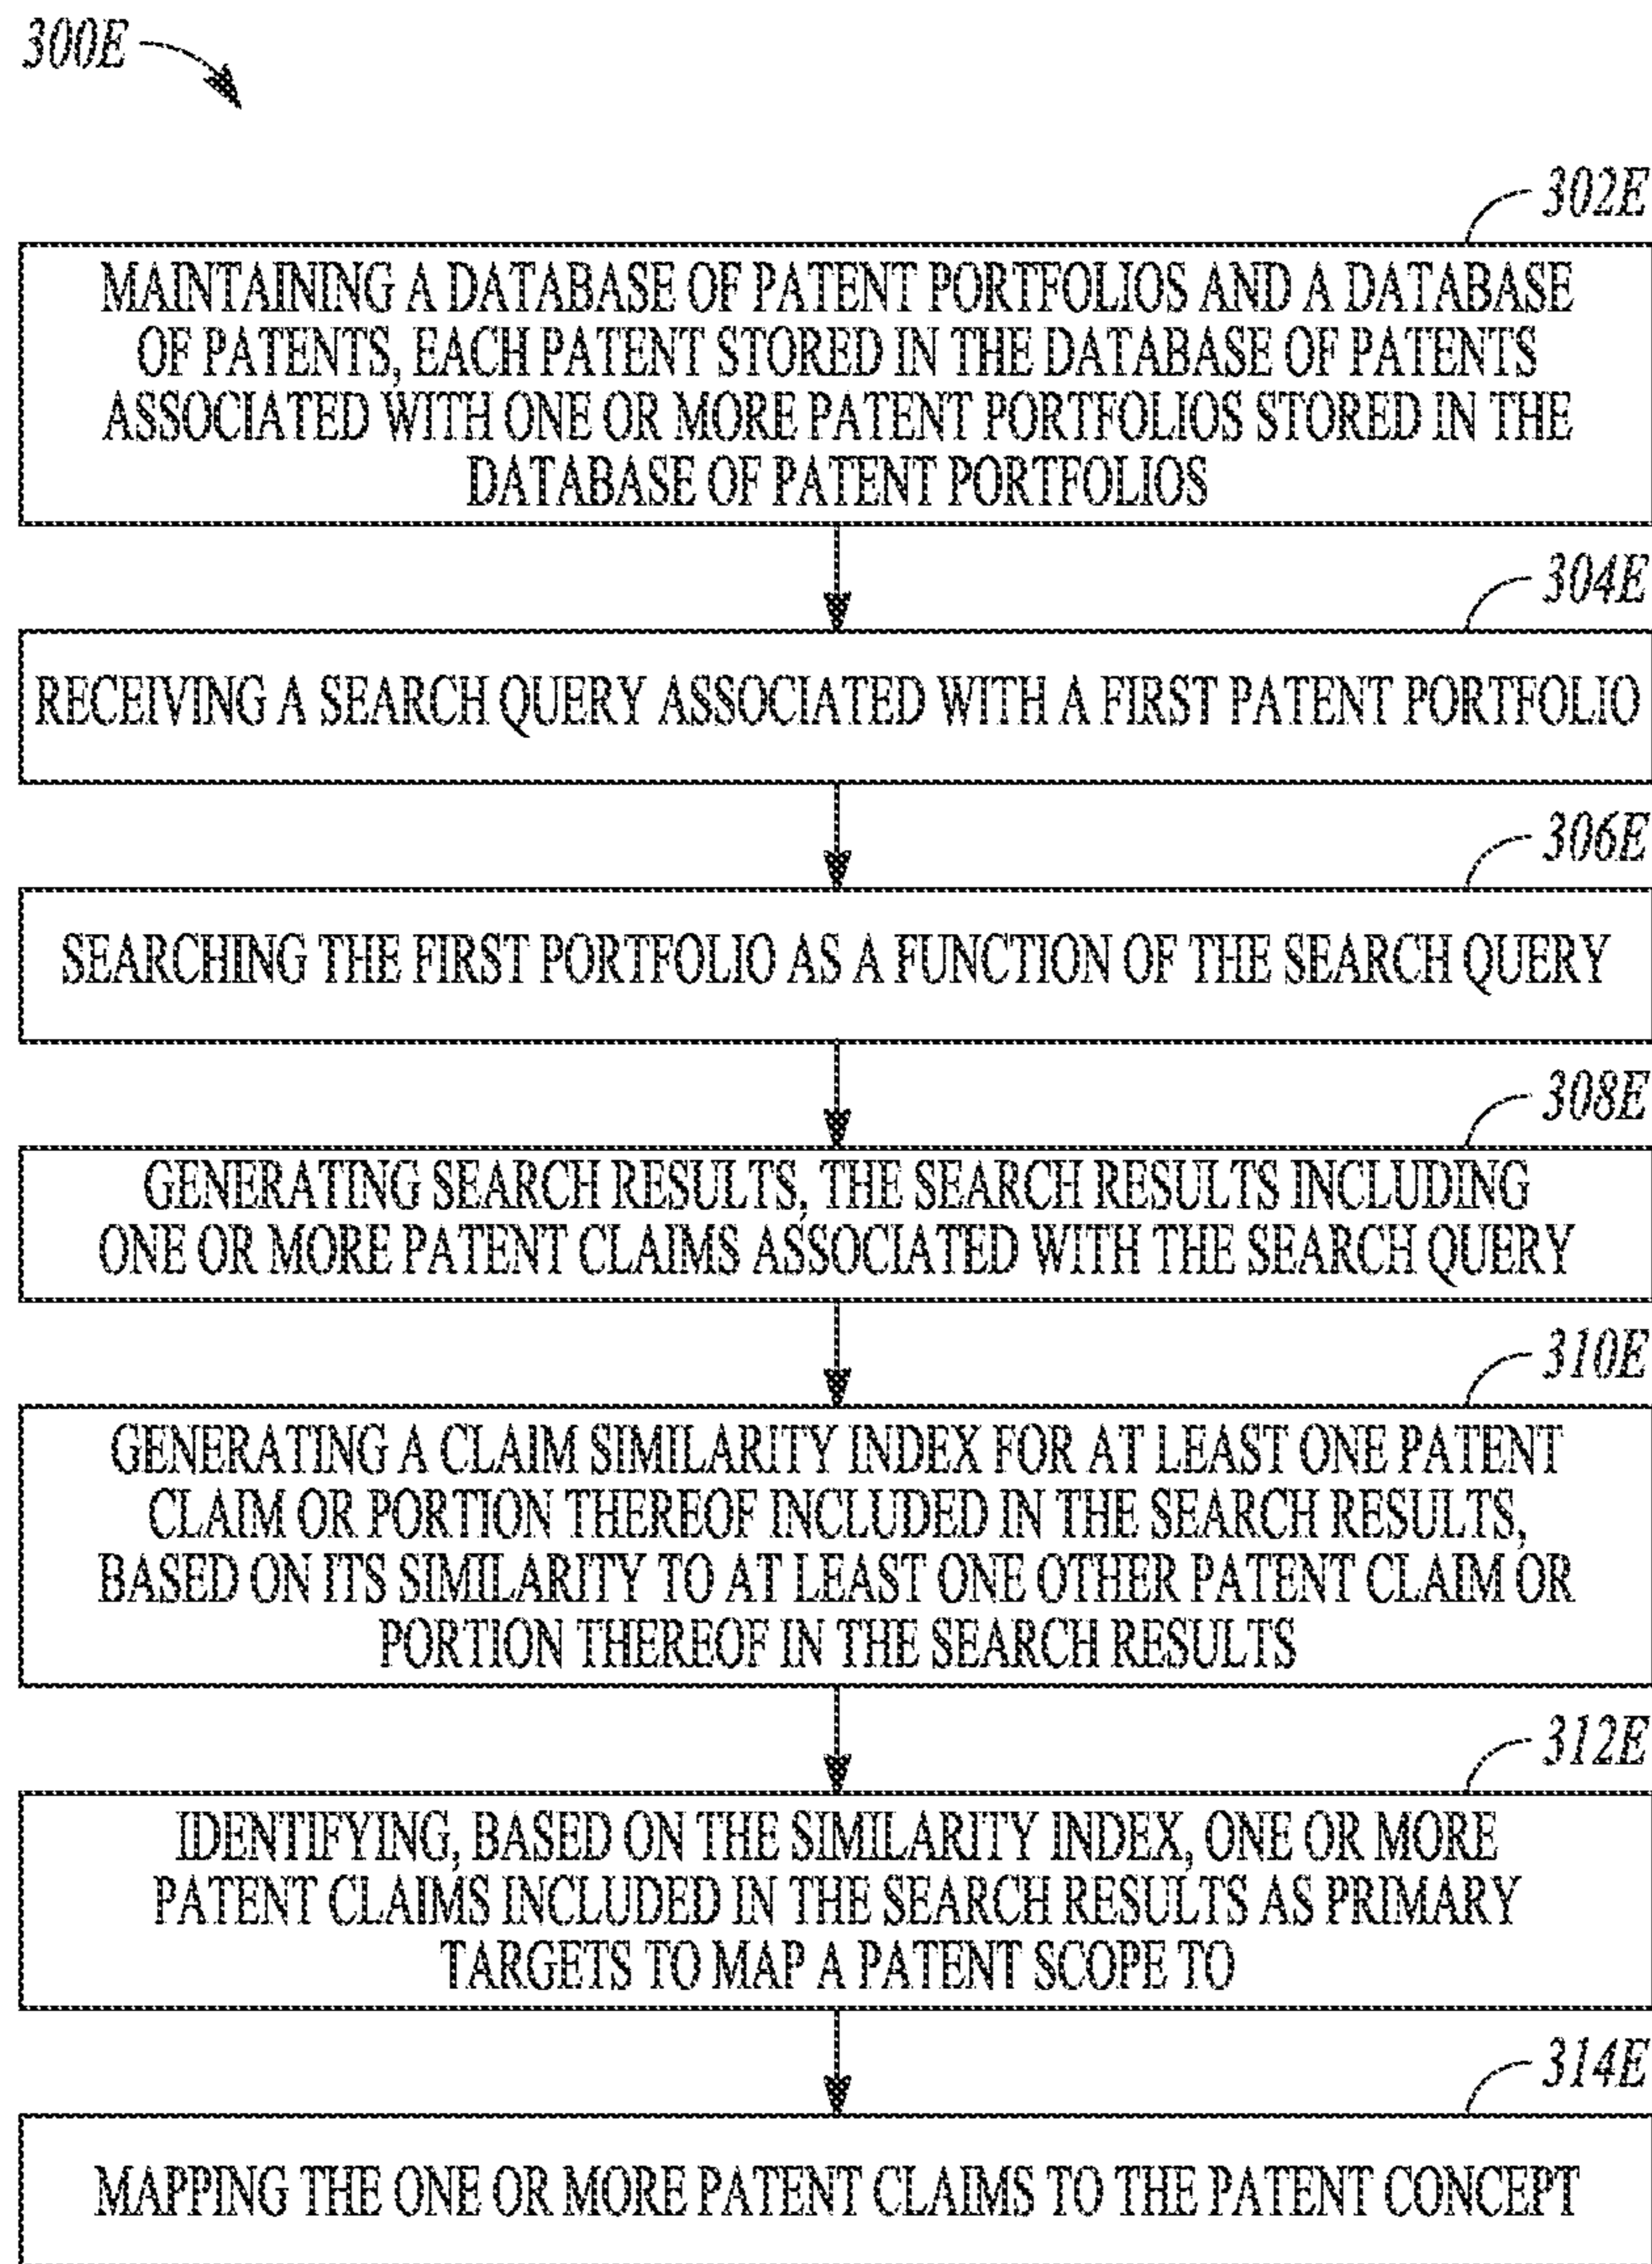 300E
302E
MAINTAINING A DATABASE OF PATENT PORTFOLIOS AND A DATABASE
OF PATENTS, EACH PATENT STORED IN THE DATABASE OF PATENTS
ASSOCIATED WITH ONE OR MORE PATENT PORTFOLIOS STORED IN THE
DATABASE OF PATENT PORTFOLIOS
304E
RECEIVING A SEARCH QUERY ASSOCIATED WITH A FIRST PATENT PORTFOLIO
306E
SEARCHING THE FIRST PORTFOLIO AS A FUNCTION OF THE SEARCH QUERY
308E
GENERATING SEARCH RESULTS, THE SEARCH RESULTS INCLUDING
ONE OR MORE PATENT CLAIMS ASSOCIATED WITH THE SEARCH QUERY
310E
GENERATING A CLAIM SIMILARITY INDEX FOR AT LEAST ONE PATENT
CLAIM OR PORTION THEREOF INCLUDED IN THE SEARCH RESULTS,
BASED ON ITS SIMILARITY TO AT LEAST ONE OTHER PATENT CLAIM OR
PORTION THEREOF IN THE SEARCH RESULTS
312E
IDENTIFYING, BASED ON THE SIMILARITY INDEX, ONE OR MORE
PATENT CLAIMS INCLUDED IN THE SEARCH RESULTS AS PRIMARY
TARGETS TO MAP A PATENT SCOPE TO
314E
MAPPING THE ONE OR MORE PATENT CLAIMS TO THE PATENT CONCEPT